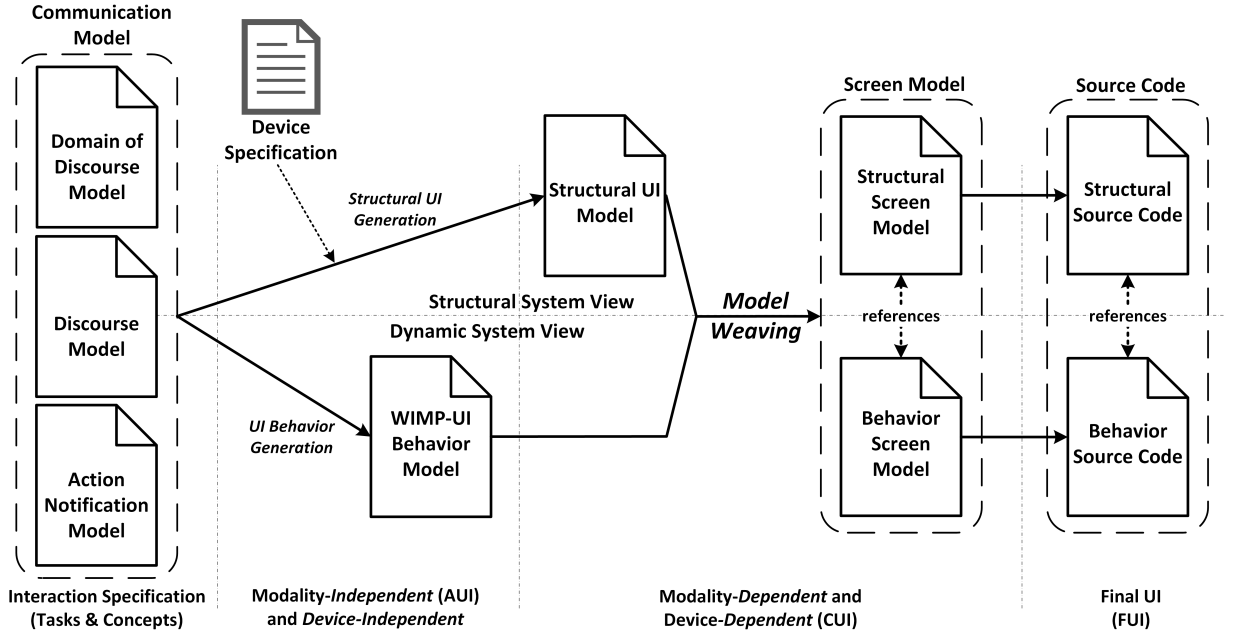 Communication
Model
Domain of
Discourse
Model
Discourse
Model
Action
Notification
Model
Device
Specification
Structural UI
Generation
UI Behavior
Generation
Structural UI
Model
Structural System View
Dynamic System View
WIMP-UI
Behavior
Model
Model
Weaving
Screen Model
Structural
Screen
Model
references
Behavior
Screen
Model
Source Code
Structural
Source Code
references
Behavior
Source Code
Interaction Specification
(Tasks & Concepts)
Modality-Independent (AUI)
and Device-Independent
Modality-Dependent and
Device-Dependent (CUI)
Final UI
(FUI)